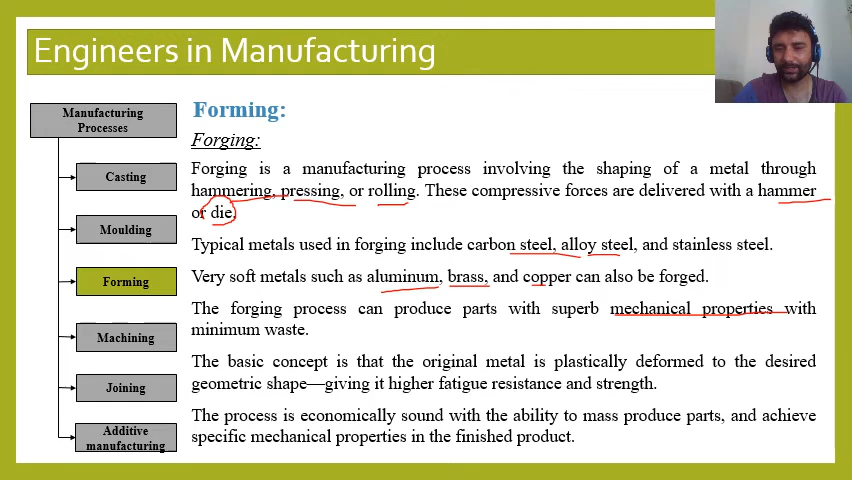 Engineers in Manufacturing
Manufacturing
Processes
Casting
Moulding
Forming
Machining
Joining
Additive
manufacturing
Forming:
Forging:
Forging is a manufacturing process involving the shaping of a metal through
hammering, pressing, or rolling. These compressive forces are delivered with a hammer
or die.
Typical metals used in forging include carbon steel, alloy steel, and stainless steel.
Very soft metals such as aluminum, brass, and copper can also be forged.
The forging process can produce parts with superb mechanical properties with
minimum waste.
The basic concept is that the original metal is plastically deformed to the desired
geometric shape—giving it higher fatigue resistance and strength.
The process is economically sound with the ability to mass produce parts, and achieve
specific mechanical properties in the finished product.